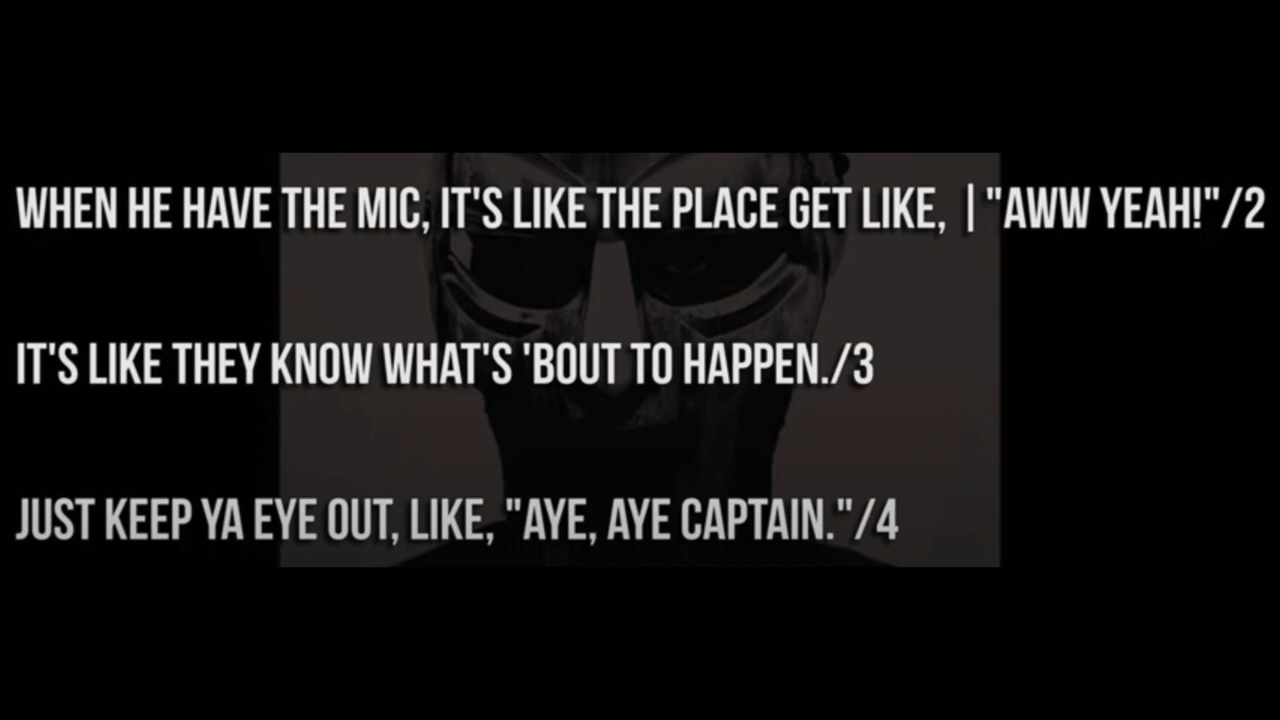 WHEN HE HAVE THE MIC, IT'S LIKE THE PLACE GET LIKE, | "AWW YEAH!"/2
IT'S LIKE THEY KNOW WHAT'S 'BOUT TO HAPPEN./3
JUST KEEP YA EYE OUT, LIKE, "AYE, AYE CAPTAIN."/4